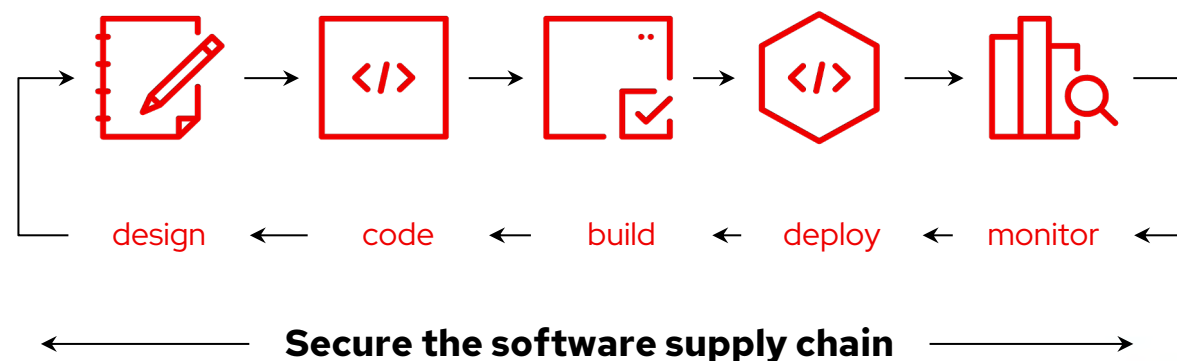 </>
</>
design
code
build
deploy
monitor
Secure the software supply chain